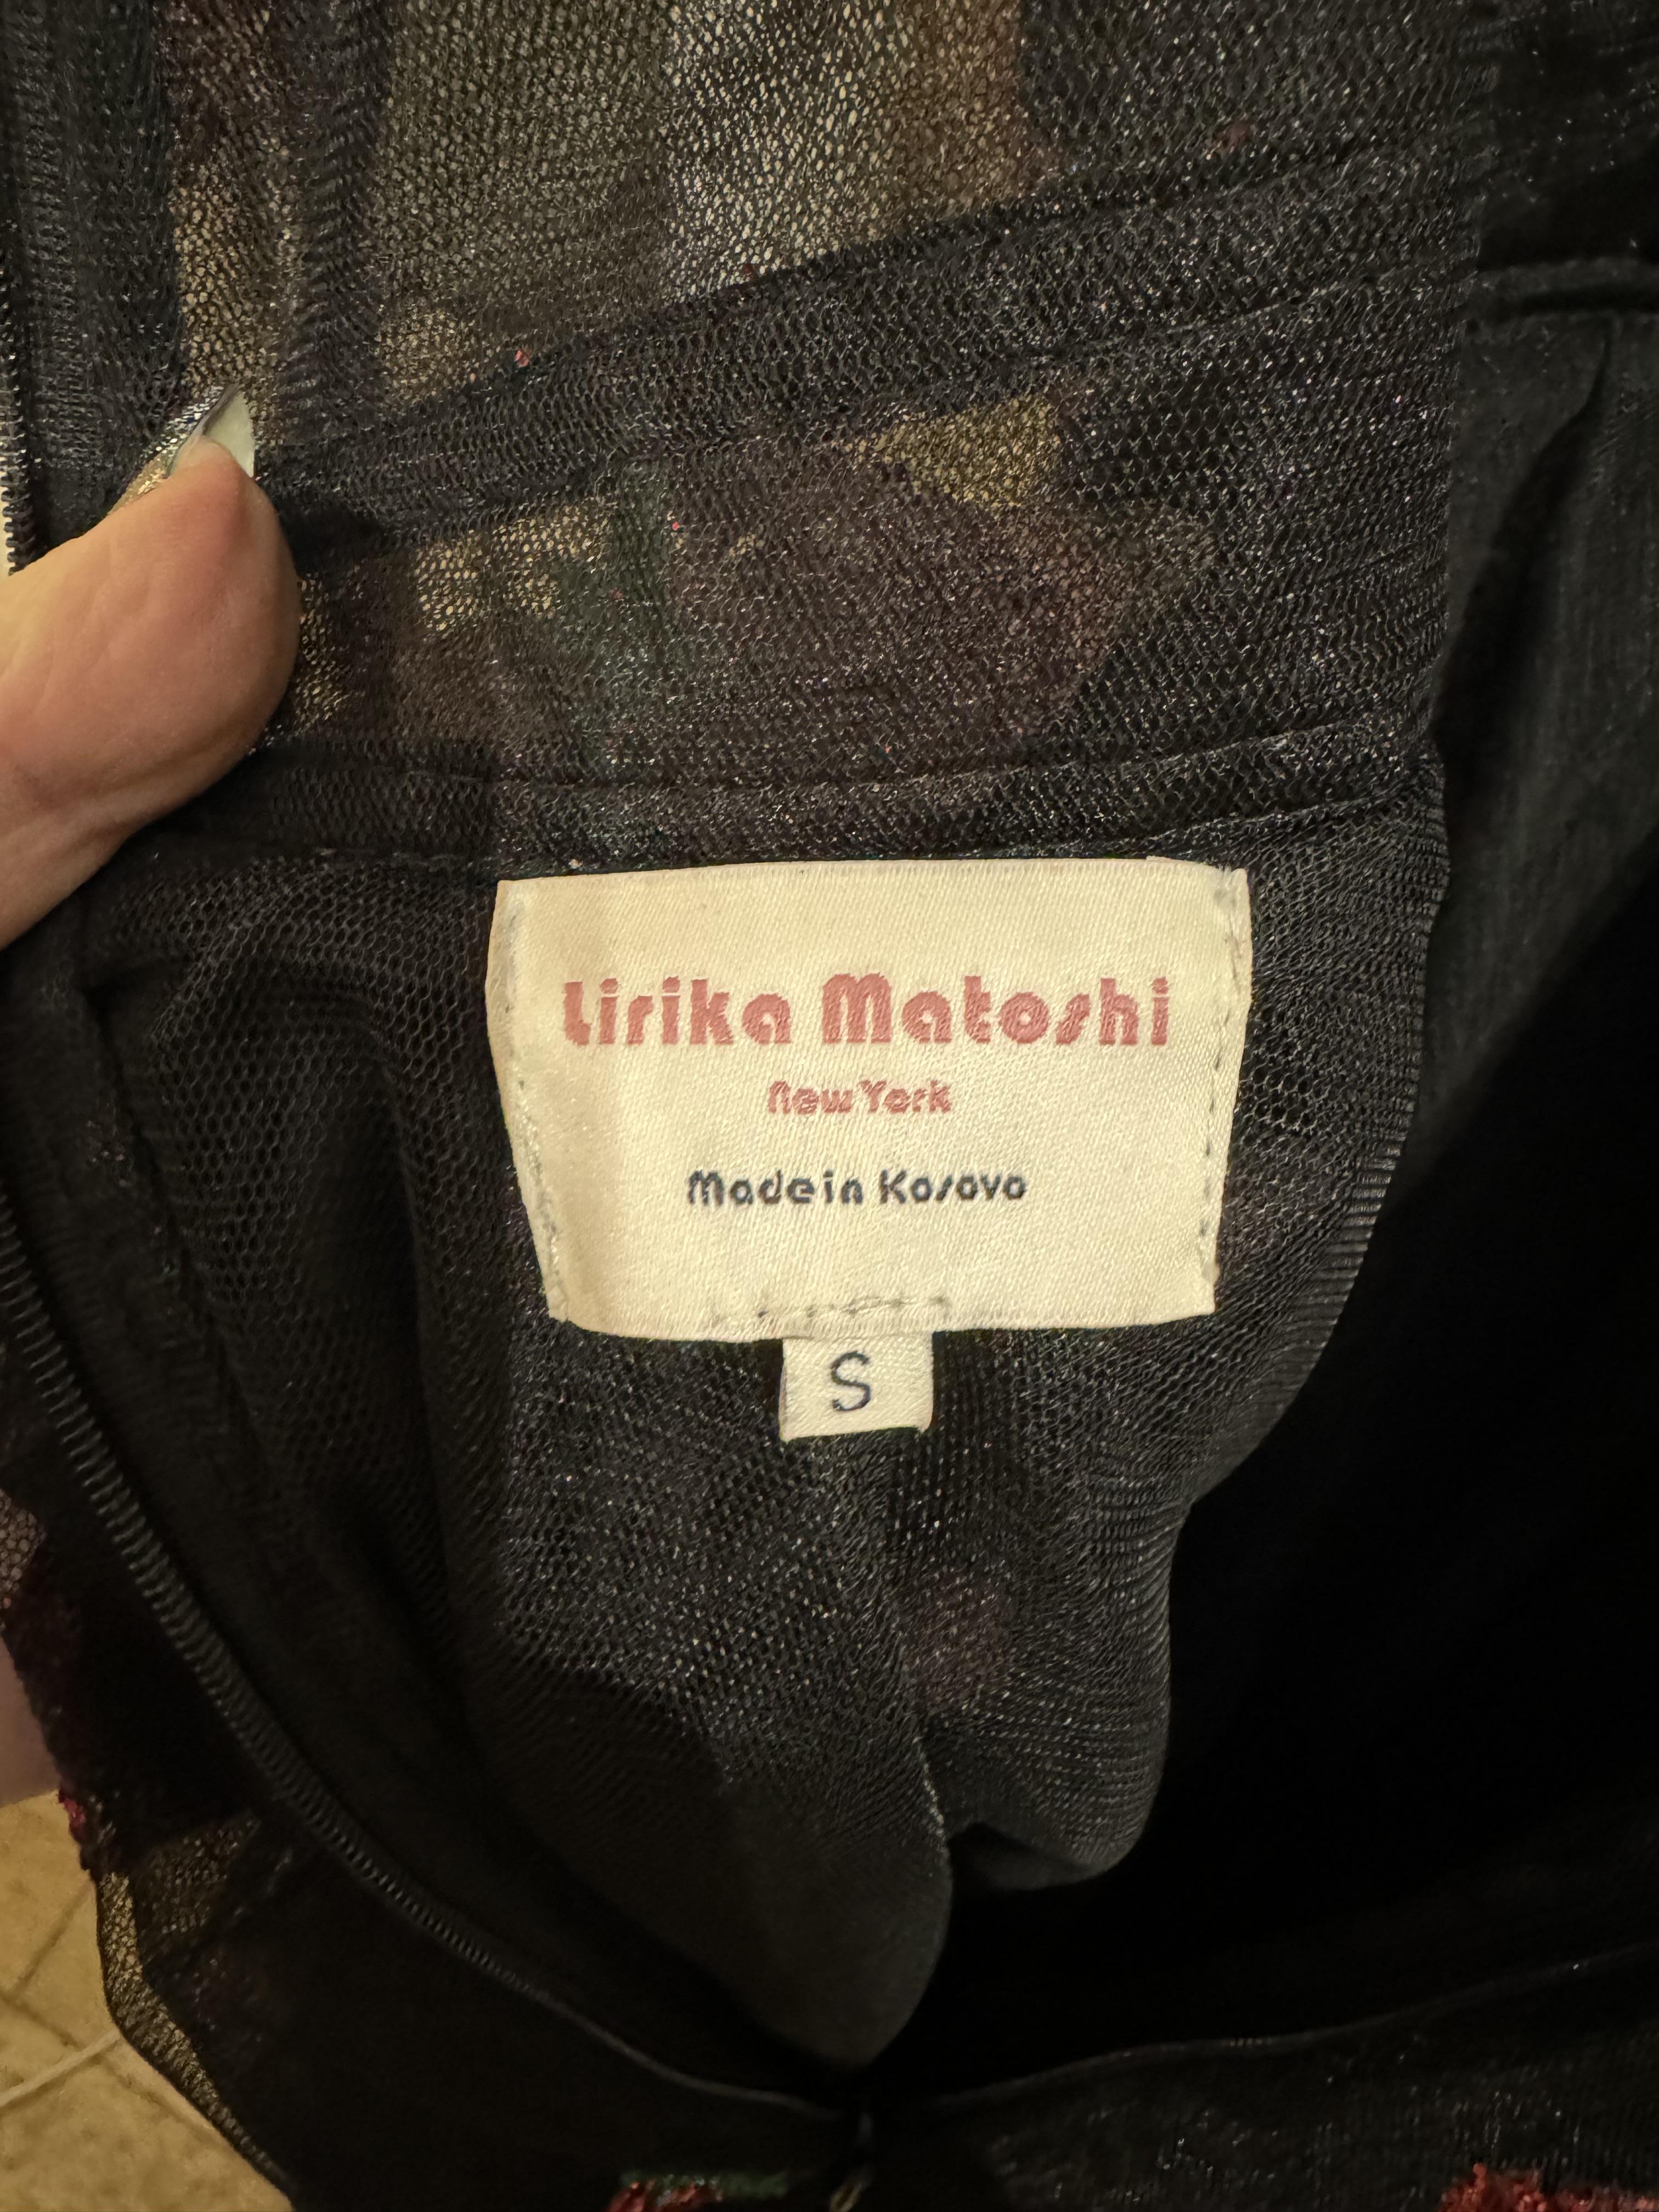 Lirika Matoshi
New York
Made in Kosovo
S